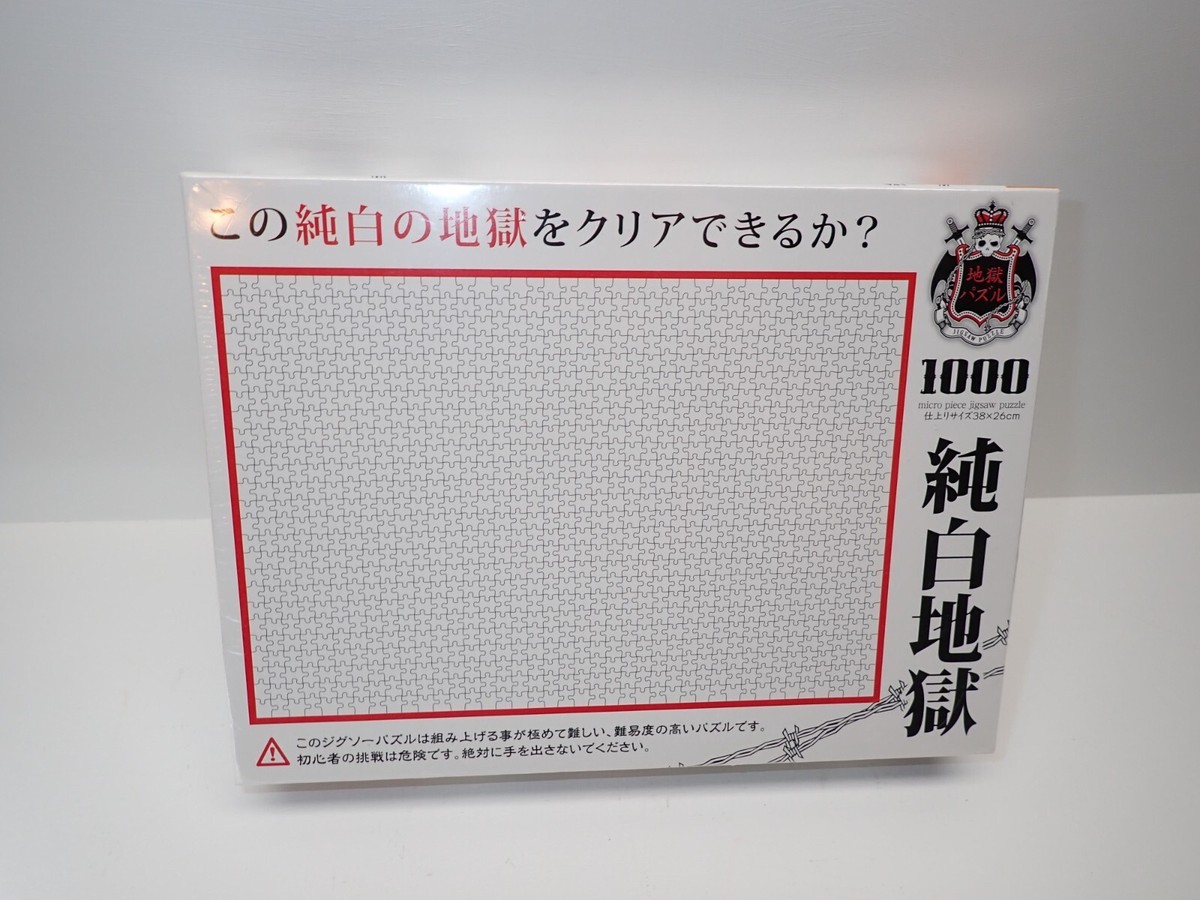 この純白の地獄をクリアできるか?
地獄
パズル
JIGSAW PUZZLE
1000
micro piece jigsaw puzzle
仕上りサイズ38×26cm
純白地獄
このジグソーパズルは組み上げる事が極めて難しい、難易度の高いパズルです。
初心者の挑戦は危険です。絶対に手を出さないでください。